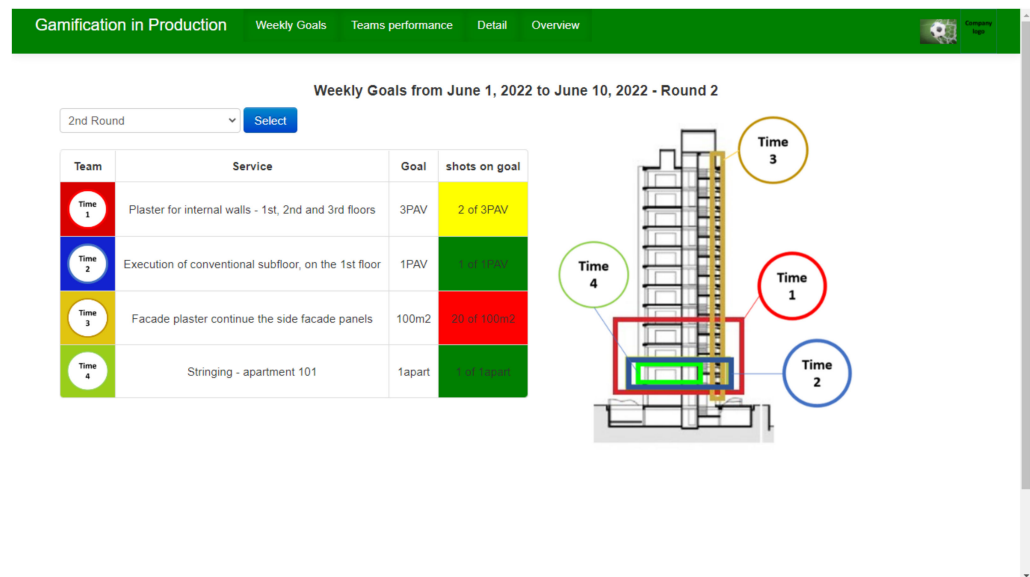 Gamification in Production Weekly Goals Teams performance Detail Overview
Company
logo
Weekly Goals from June 1, 2022 to June 10, 2022 - Round 2
2nd Round Select
Team Service Goal shots on goal
Time
1
Plaster for internal walls - 1st, 2nd and 3rd floors 3PAV 2 of 3PAV
Time
2
Execution of conventional subfloor, on the 1st floor 1PAV 1 of 1PAV
Time
3
Facade plaster continue the side facade panels 100m2 20 of 100m2
Time
4
Stringing - apartment 101 1apart 1 of 1apart
Time
3
Time
4
Time
1
Time
2